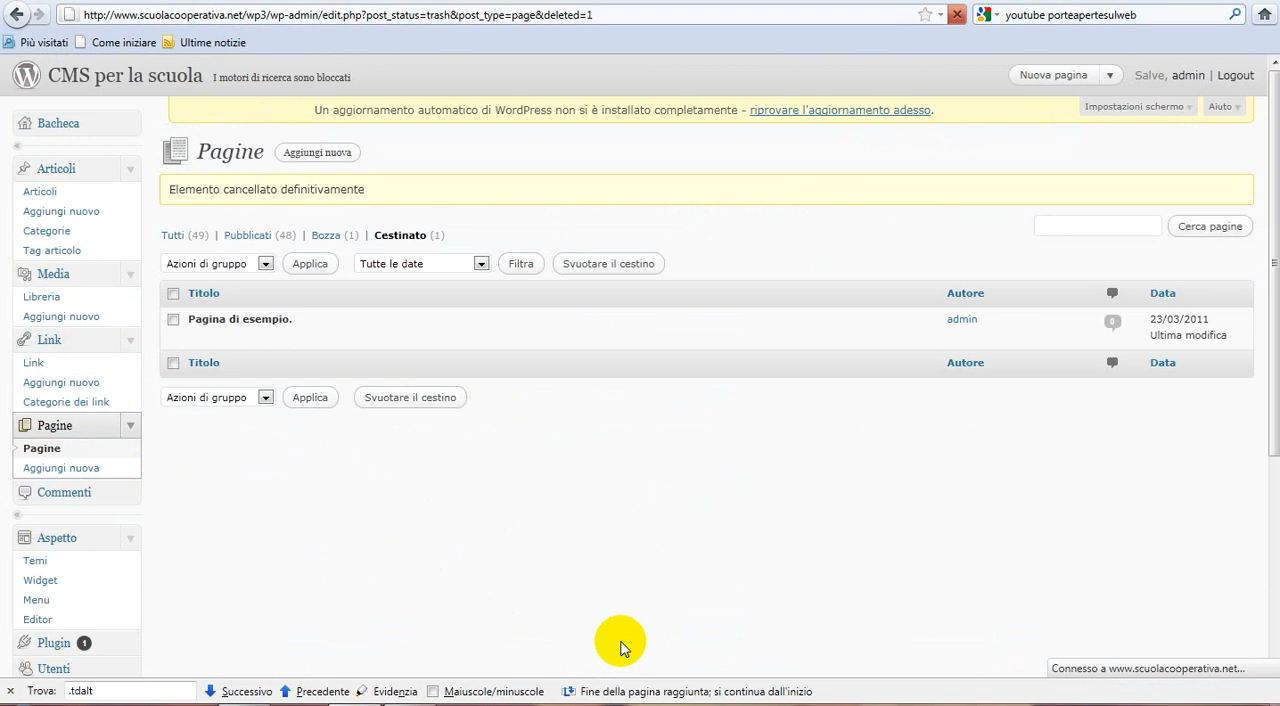 http://www.scuolacooperativa.net/wp3/wp-admin/edit.php?post_status=trash&post_type=page&deleted=1
youtube porteapertesulweb
Più visitati Come iniziare Ultime notizie
CMS per la scuola I motori di ricerca sono bloccati
Nuova pagina Salve, admin | Logout
Un aggiornamento automatico di WordPress non si è installato completamente - riprovare l'aggiornamento adesso.
Impostazioni schermo Aiuto
Bacheca
Pagine Aggiungi nuova
Elemento cancellato definitivamente
Articoli
Articoli
Aggiungi nuovo
Categorie
Tag articolo
Media
Libreria
Aggiungi nuovo
Link
Link
Aggiungi nuovo
Categorie dei link
Pagine
Pagine
Aggiungi nuova
Commenti
Aspetto
Temi
Widget
Menu
Editor
Plugin 1
Utenti
Tutti (49) | Pubblicati (48) | Bozza (1) | Cestinato (1)
Cerca pagine
Azioni di gruppo Applica Tutte le date Filtra Svuotare il cestino
Titolo Autore Data
Pagina di esempio. admin 0 23/03/2011
Ultima modifica
Titolo Autore Data
Azioni di gruppo Applica Svuotare il cestino
Connesso a www.scuolacooperativa.net...
Trova: .tdalt Successivo Precedente Evidenzia Maiuscole/minuscole Fine della pagina raggiunta; si continua dall'inizio